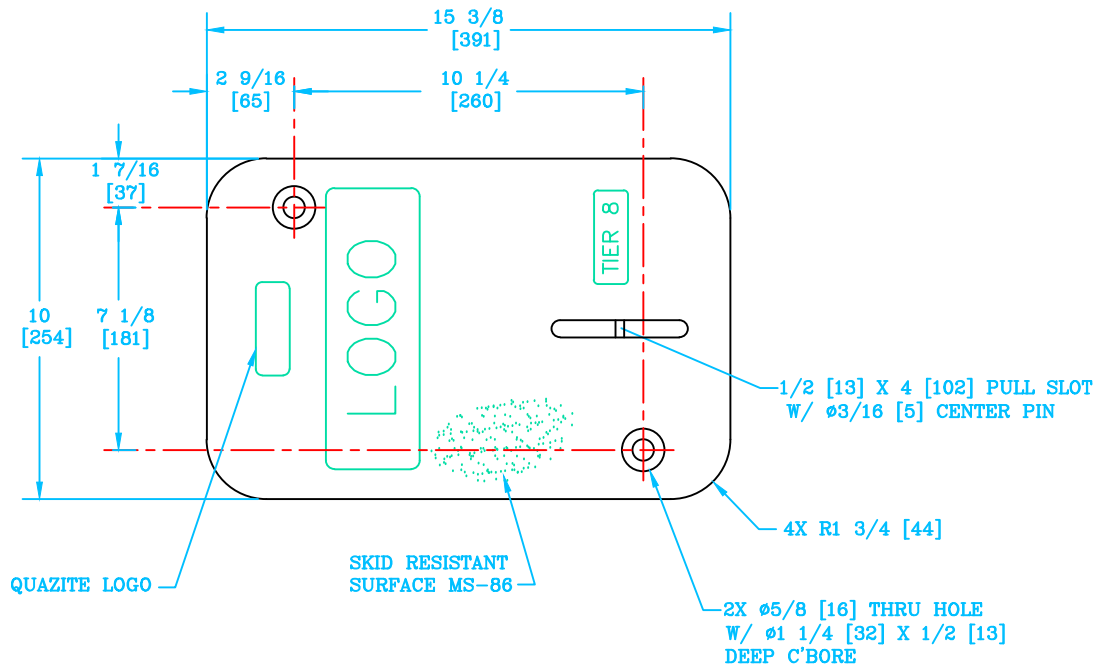 15 3/8
[391]
2 9/16
[65]
10 1/4
[260]
1 7/16
[37]
10
[254]
7 1/8
[181]
LOGO
TIER 8
1/2 [13] X 4 [102] PULL SLOT
W/ ø3/16 [5] CENTER PIN
4X R1 3/4 [44]
QUAZITE LOGO
SKID RESISTANT
SURFACE MS-86
2X ø5/8 [16] THRU HOLE
W/ ø1 1/4 [32] X 1/2 [13]
DEEP C'BORE